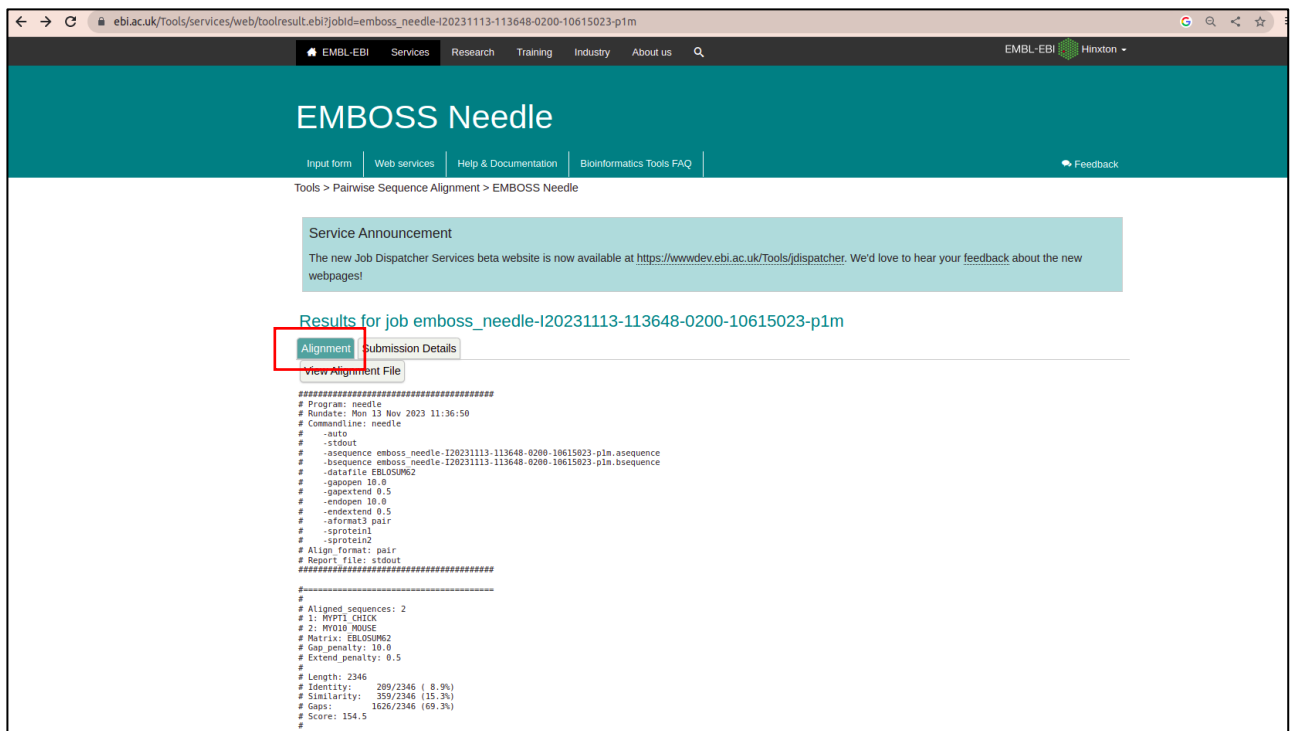 ebi.ac.uk/Tools/services/web/toolresult.ebi?jobId=emboss_needle-I20231113-113648-0200-10615023-p1m
EMBL-EBI Services Research Training Industry About us EMBL-EBI Hinxton
EMBOSS Needle
Input form Web services Help & Documentation Bioinformatics Tools FAQ Feedback
Tools > Pairwise Sequence Alignment > EMBOSS Needle
Service Announcement
The new Job Dispatcher Services beta website is now available at https://wwwdev.ebi.ac.uk/Tools/jdispatcher. We'd love to hear your feedback about the new
webpages!
Results for job emboss_needle-I20231113-113648-0200-10615023-p1m
Alignment Submission Details
View Alignment File
########################################
# Program: needle
# Rundate: Mon 13 Nov 2023 11:36:50
# Commandline: needle
# -auto
# -stdout
# -asequence emboss_needle-I20231113-113648-0200-10615023-p1m.asequence
# -bsequence emboss_needle-I20231113-113648-0200-10615023-p1m.bsequence
# -datafile EBLOSUM62
# -gapopen 10.0
# -gapextend 0.5
# -endopen 10.0
# -endextend 0.5
# -aformat3 pair
# -sprotein1
# -sprotein2
# Align_format: pair
# Report_file: stdout
########################################
#=======================================
#
# Aligned_sequences: 2
# 1: MYPT1_CHICK
# 2: MYO10_MOUSE
# Matrix: EBLOSUM62
# Gap_penalty: 10.0
# Extend_penalty: 0.5
#
# Length: 2346
# Identity: 209/2346 ( 8.9%)
# Similarity: 359/2346 (15.3%)
# Gaps: 1626/2346 (69.3%)
# Score: 154.5
#